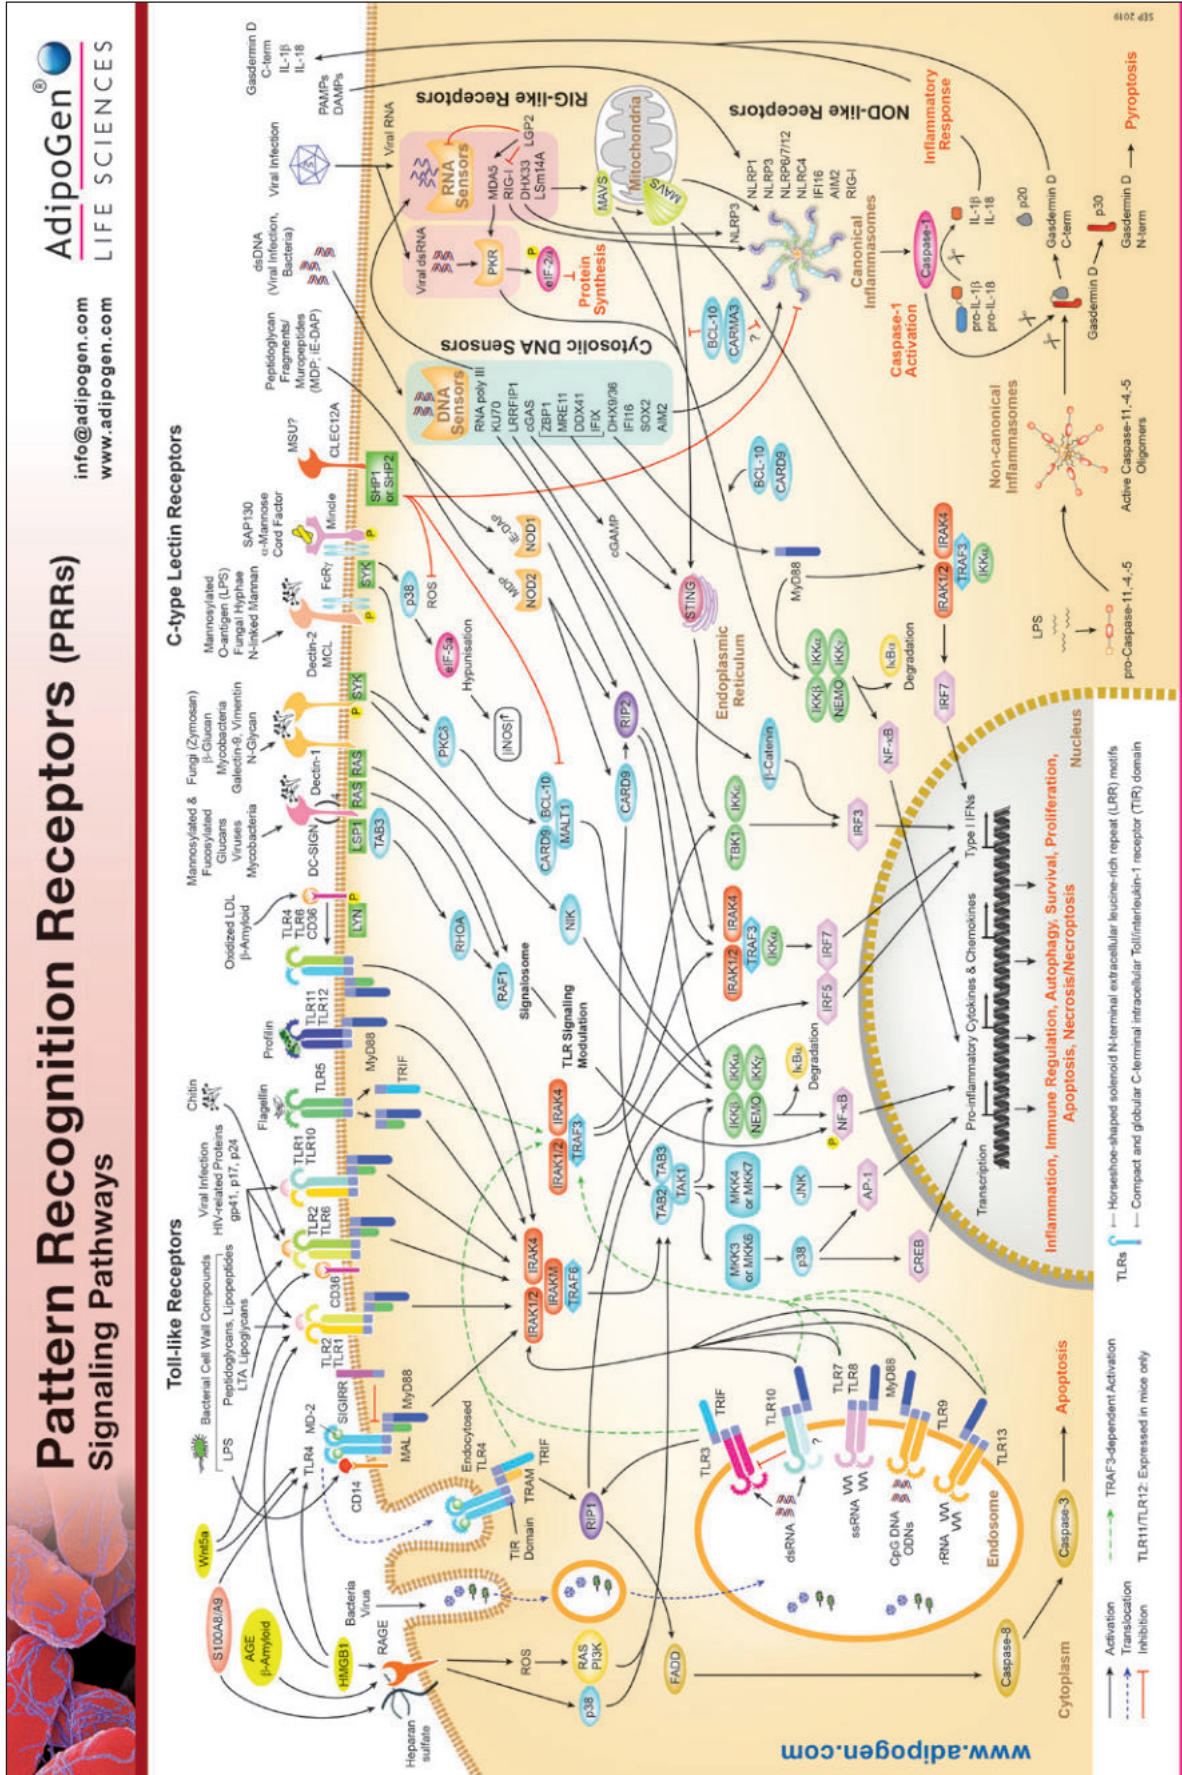 Pattern Recognition Receptors (PRRs)
Signaling Pathways
info@adipogen.com
www.adipogen.com
AdipoGen®
LIFE SCIENCES
Toll-like Receptors
C-type Lectin Receptors
S100A8/A9
Wnt5a
AGE
β-Amyloid
HMGB1
RAGE
Heparan
sulfate
Bacteria
Virus
LPS
Bacterial Cell Wall Compounds
Peptidoglycans, Lipopeptides
LTA Lipoglycans
TLR4
MD-2
SIGIRR
CD14
MAL
MyD88
TLR2
TLR1
CD36
TLR2
TLR6
Viral Infection
HIV-related Proteins
gp41, p17, p24
Chitin
TLR1
TLR10
Flagellin
TLR5
MyD88
TRIF
Profilin
TLR11
TLR12
Oxidized LDL
β-Amyloid
TLR4
TLR6
CD36
LYN
P
Mannosylated &
Fucosylated
Glucans
Viruses
Mycobacteria
DC-SIGN
LSP1
TAB3
RAS
Fungi (Zymosan)
β-Glucan
Mycobacteria
Galectin-9, Vimentin
N-Glycan
Dectin-1
RAS
P
SYK
Mannosylated
O-antigen (LPS)
Fungal Hyphae
N-linked Mannan
Dectin-2
MCL
P
FcRγ
SYK
SAP130
α-Mannose
Cord Factor
Mincle
P
MSU?
CLEC12A
SHP1
or SHP2
Peptidoglycan
Fragments/
Muropeptides
(MDP; iE-DAP)
dsDNA
(Viral Infection,
Bacteria)
Viral Infection
Viral RNA
PAMPs
DAMPs
Gasdermin D
C-term
IL-1β
IL-18
Endocytosed
TLR4
TRAM
TRIF
TIR
Domain
ROS
RAS
PI3K
p38
RIP1
FADD
RHOA
RAF1
Signalosome
TLR Signaling
Modulation
PKCδ
p38
ROS
eIF-5a
Hypunisation
iNOS↑
CARD9
BCL-10
MALT1
NIK
NOD2
MDP
NOD1
iE-DAP
RIP2
CARD9
IRAK1/2
IRAK4
IRAKM
TRAF6
IRAK1/2
IRAK4
TRAF3
TAB2
TAB3
TAK1
MKK3
or MKK6
MKK4
or MKK7
p38
JNK
CREB
AP-1
IKKβ
IKKα
NEMO
IKKγ
IκBα
Degradation
P
NF-κB
IRAK1/2
IRAK4
TRAF3
IKKα
IRF5
IRF7
TBK1
IKKε
IRF3
β-Catenin
STING
Endoplasmic
Reticulum
cGAMP
MyD88
BCL-10
CARD9
IKKβ
IKKα
NEMO
IKKγ
IκBα
Degradation
NF-κB
IRAK1/2
IRAK4
TRAF3
IKKα
IRF7
DNA
Sensors
RNA poly III
KU70
LRRFIP1
cGAS
ZBP1
MRE11
DDX41
IFIX
DHX9/36
IFI16
SOX2
AIM2
Cytosolic DNA Sensors
Viral dsRNA
PKR
P
eIF-2α
Protein
Synthesis
RNA
Sensors
MDA5
RIG-I
DHX33
LSm14A
LGP2
RIG-like Receptors
MAVS
MAVS
Mitochondria
BCL-10
CARMA3
?
NLRP3
NLRP1
NLRP3
NLRP6/7/12
NLRC4
IFI16
AIM2
RIG-I
NOD-like Receptors
Canonical
Inflammasomes
Caspase-1
Caspase-1
Activation
pro-IL-1β
pro-IL-18
IL-1β
IL-18
Inflammatory
Response
p20
Gasdermin D
C-term
Gasdermin D
p30
Gasdermin D
N-term
Pyroptosis
Non-canonical
Inflammasomes
LPS
pro-Caspase-11,-4,-5
Active Caspase-11,-4,-5
Oligomers
TLR3
TRIF
dsRNA
TLR10
?
ssRNA
TLR7
TLR8
MyD88
CpG DNA
ODNs
TLR9
rRNA
TLR13
Endosome
Caspase-8
Caspase-3
Apoptosis
Cytoplasm
Nucleus
Transcription
Pro-inflammatory Cytokines & Chemokines
Type I IFNs
Inflammation, Immune Regulation, Autophagy, Survival, Proliferation,
Apoptosis, Necrosis/Necroptosis
www.adipogen.com
SEP 2019
Activation
Translocation
Inhibition
TRAF3-dependent Activation
TLR11/TLR12: Expressed in mice only
TLRs
Horseshoe-shaped solenoid N-terminal extracellular leucine-rich repeat (LRR) motifs
Compact and globular C-terminal intracellular Toll/interleukin-1 receptor (TIR) domain